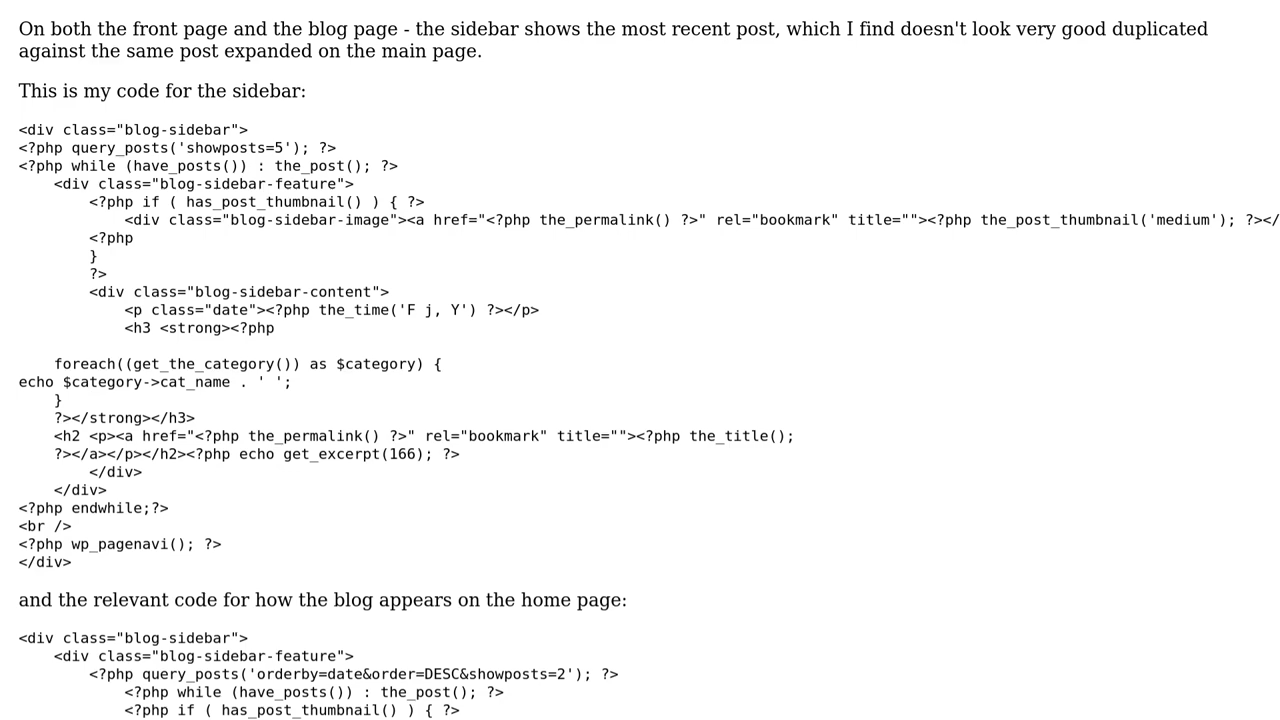 On both the front page and the blog page - the sidebar shows the most recent post, which I find doesn't look very good duplicated
against the same post expanded on the main page.
This is my code for the sidebar:
<div class="blog-sidebar">
<?php query_posts('showposts=5'); ?>
<?php while (have_posts()) : the_post(); ?>
    <div class="blog-sidebar-feature">
        <?php if ( has_post_thumbnail() ) { ?>
            <div class="blog-sidebar-image"><a href="<?php the_permalink() ?>" rel="bookmark" title=""><?php the_post_thumbnail('medium'); ?></
        <?php
        }
        ?>
        <div class="blog-sidebar-content">
            <p class="date"><?php the_time('F j, Y') ?></p>
            <h3 <strong><?php
    foreach((get_the_category()) as $category) {
echo $category->cat_name . ' ';
    }
    ?></strong></h3>
    <h2 <p><a href="<?php the_permalink() ?>" rel="bookmark" title=""><?php the_title();
    ?></a></p></h2><?php echo get_excerpt(166); ?>
        </div>
    </div>
<?php endwhile;?>
<br />
<?php wp_pagenavi(); ?>
</div>
and the relevant code for how the blog appears on the home page:
<div class="blog-sidebar">
    <div class="blog-sidebar-feature">
        <?php query_posts('orderby=date&order=DESC&showposts=2'); ?>
            <?php while (have_posts()) : the_post(); ?>
            <?php if ( has_post_thumbnail() ) { ?>